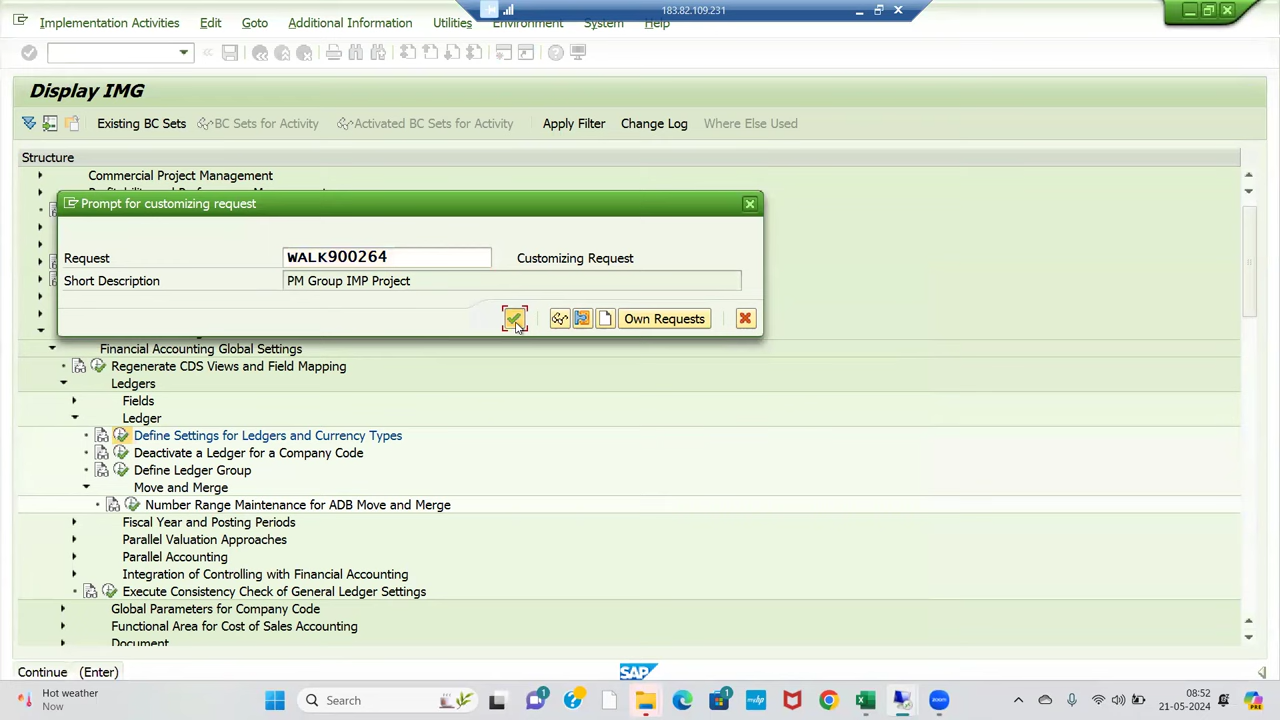 183.82.109.231
Implementation Activities Edit Goto Additional Information Utilities Environment System Help
Display IMG
Existing BC Sets BC Sets for Activity Activated BC Sets for Activity Apply Filter Change Log Where Else Used
Structure
Commercial Project Management
Prompt for customizing request
Request WALK900264 Customizing Request
Short Description PM Group IMP Project
Own Requests
Financial Accounting Global Settings
Regenerate CDS Views and Field Mapping
Ledgers
Fields
Ledger
Define Settings for Ledgers and Currency Types
Deactivate a Ledger for a Company Code
Define Ledger Group
Move and Merge
Number Range Maintenance for ADB Move and Merge
Fiscal Year and Posting Periods
Parallel Valuation Approaches
Parallel Accounting
Integration of Controlling with Financial Accounting
Execute Consistency Check of General Ledger Settings
Global Parameters for Company Code
Functional Area for Cost of Sales Accounting
Document
Continue (Enter) SAP
Hot weather
Now
Search
1
1
mylp
zoom
08:52
21-05-2024
PRE